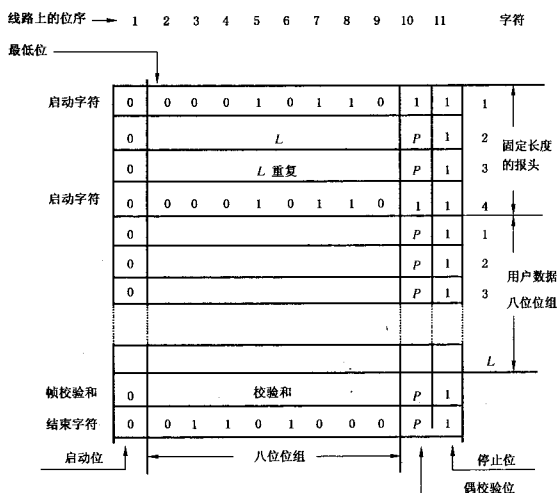 线路上的位序 1 2 3 4 5 6 7 8 9 10 11 字符
最低位
启动字符 0 0 0 0 1 0 1 1 0 1 1 1
0 L P 1 2
0 L 重复 P 1 3
启动字符 0 0 0 0 1 0 1 1 0 1 1 4
固定长度
的报头
0 P 1 1
0 P 1 2
0 P 1 3
用户数据
八位位组
L
帧校验和 0 校验和 P 1
结束字符 0 0 1 1 0 1 0 0 0 P 1
启动位 八位位组 停止位
偶校验位